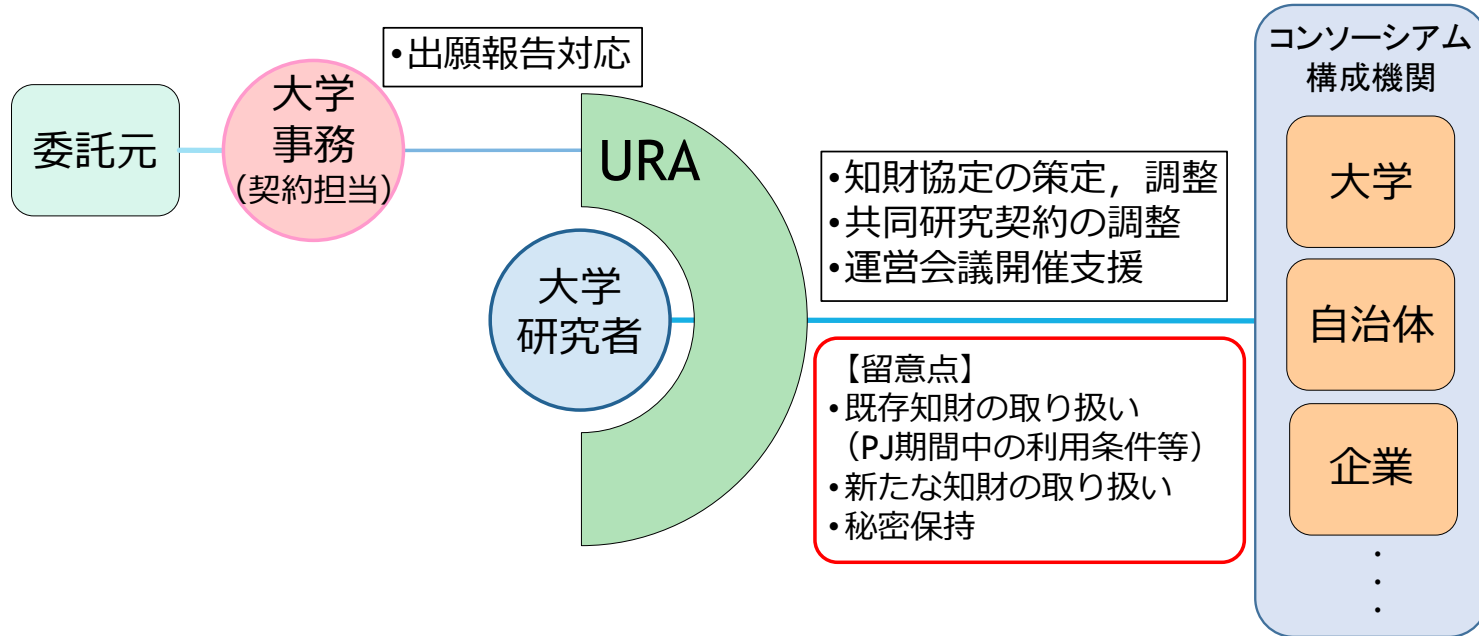 委託元
大学
事務
（契約担当）
•出願報告対応
URA
大学
研究者
•知財協定の策定，調整
•共同研究契約の調整
•運営会議開催支援
【留意点】
•既存知財の取り扱い
（PJ期間中の利用条件等）
•新たな知財の取り扱い
•秘密保持
コンソーシアム
構成機関
大学
自治体
企業
・
・
・